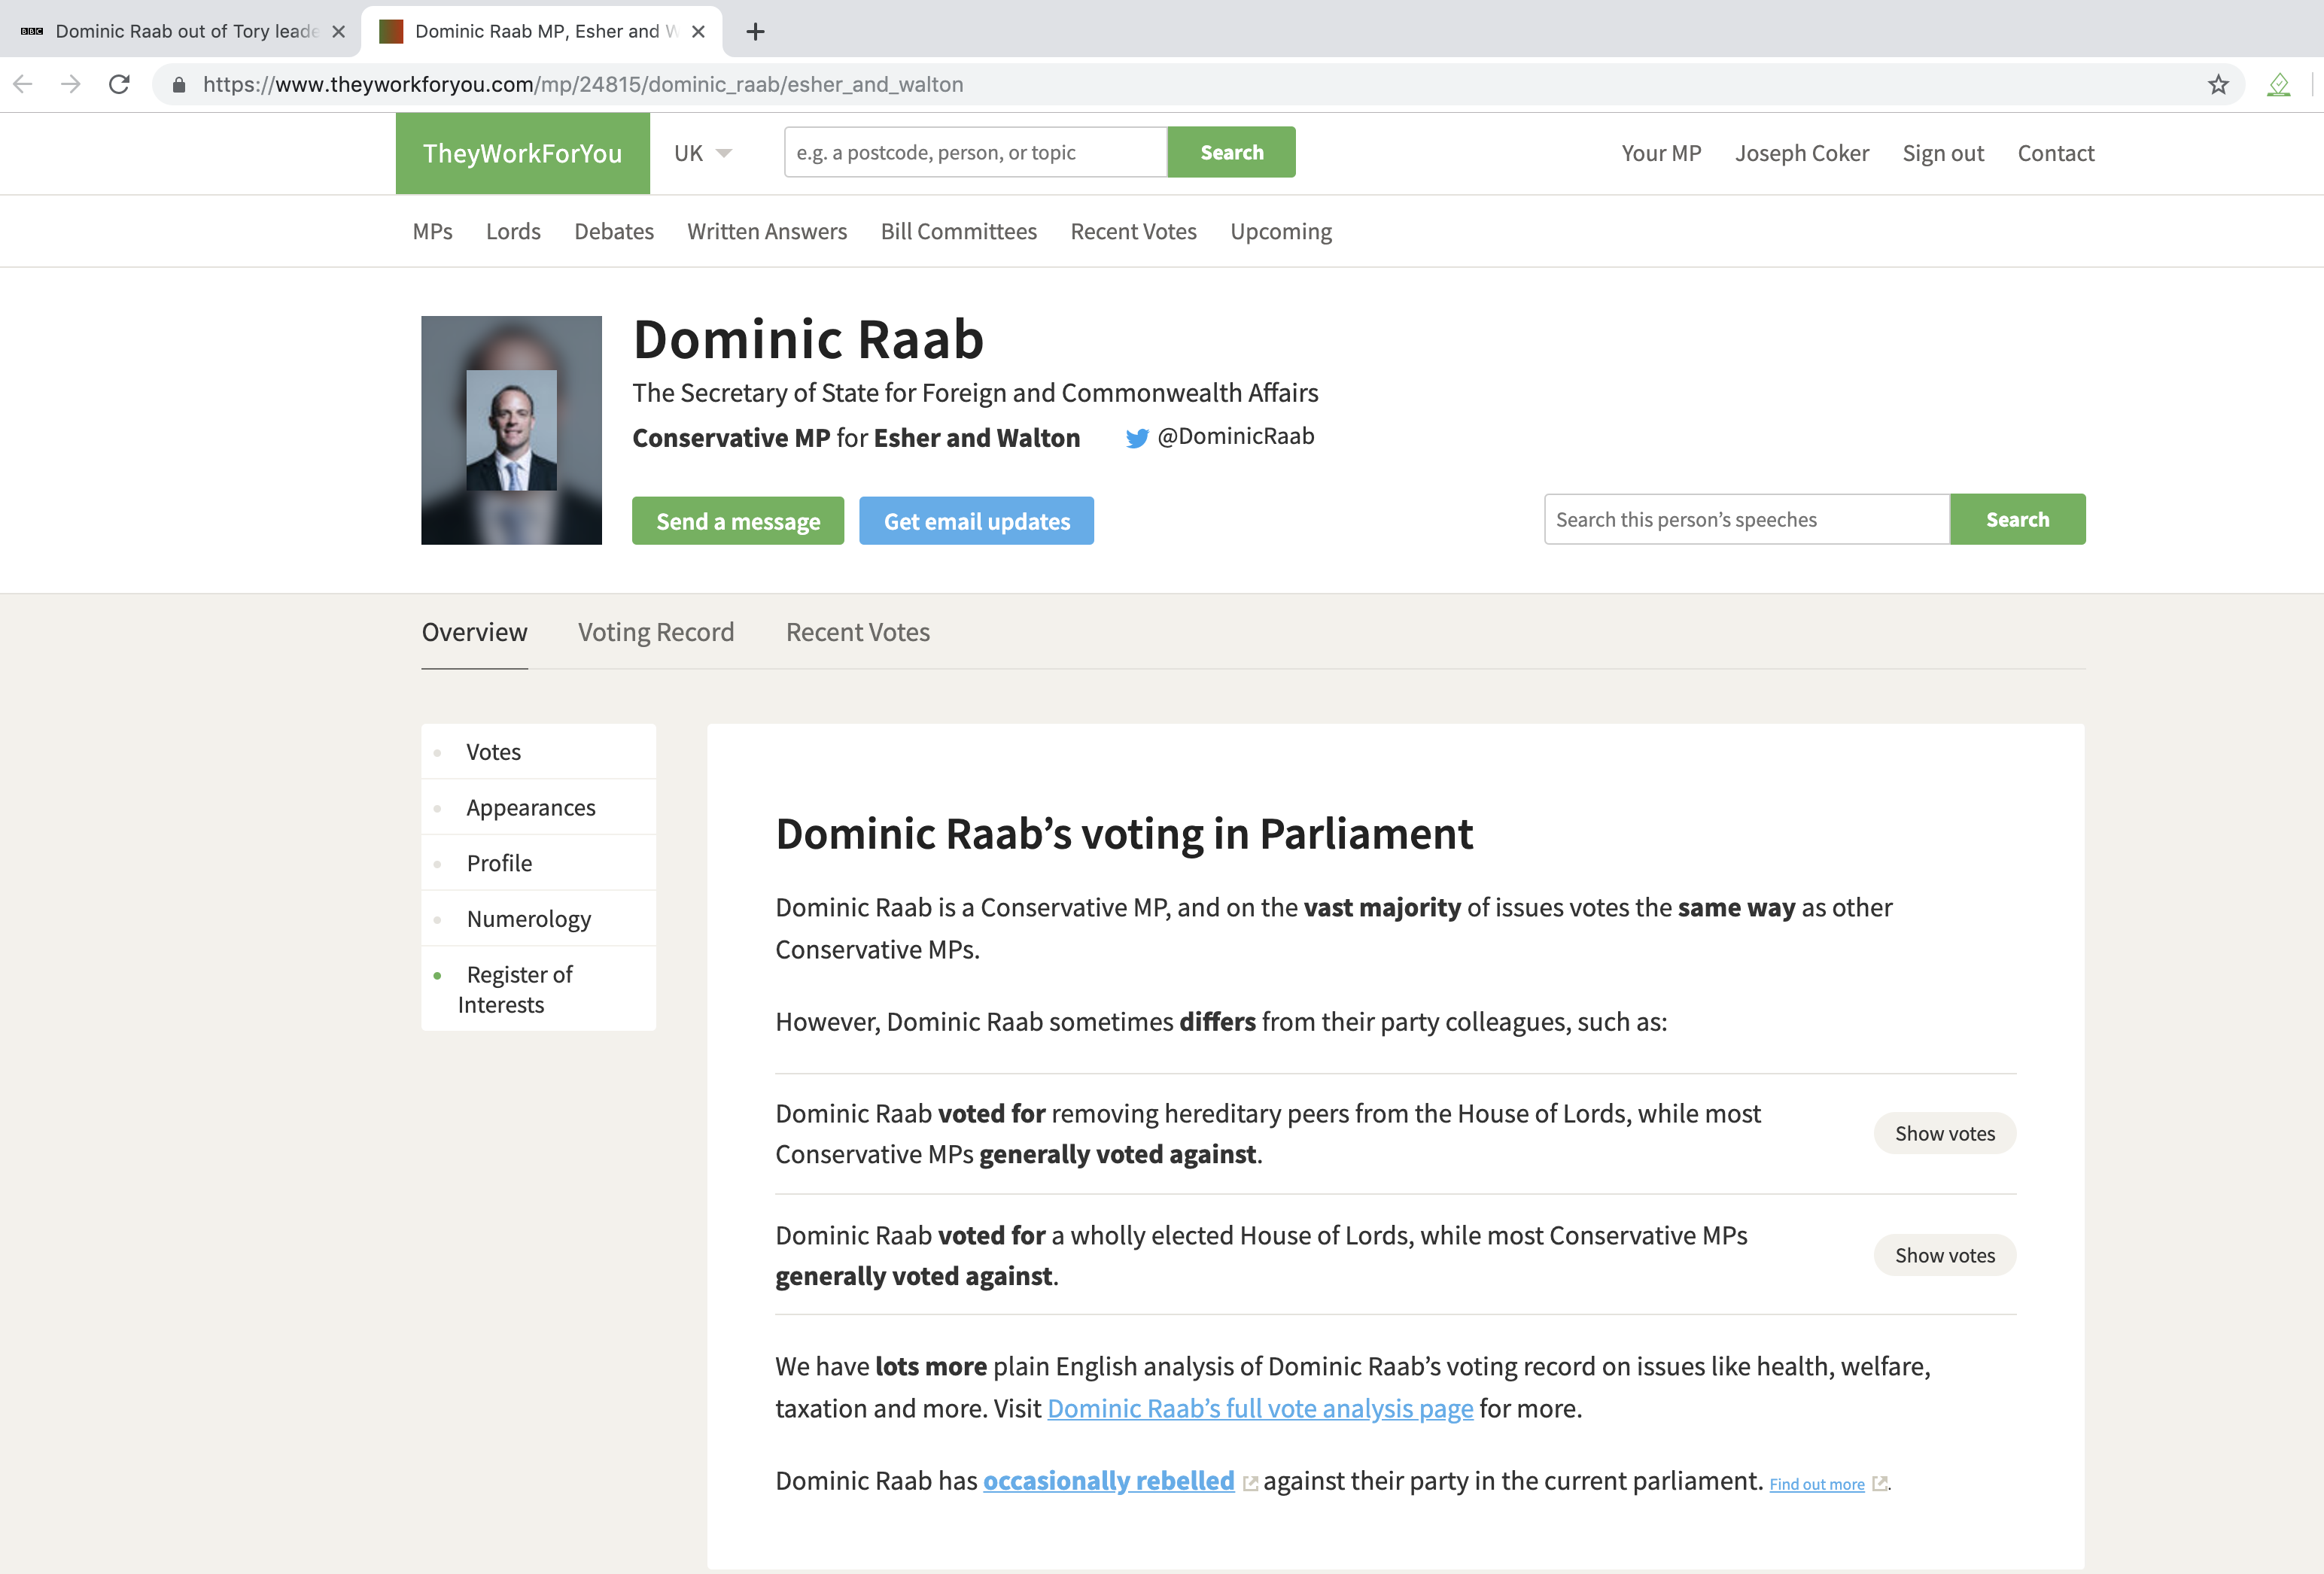 BBC Dominic Raab out of Tory leade
Dominic Raab MP, Esher and W
https://www.theyworkforyou.com/mp/24815/dominic_raab/esher_and_walton
TheyWorkForYou
UK
e.g. a postcode, person, or topic
Search
Your MP
Joseph Coker
Sign out
Contact
MPs
Lords
Debates
Written Answers
Bill Committees
Recent Votes
Upcoming
Dominic Raab
The Secretary of State for Foreign and Commonwealth Affairs
Conservative MP for Esher and Walton
@DominicRaab
Send a message
Get email updates
Search this person’s speeches
Search
Overview
Voting Record
Recent Votes
Votes
Appearances
Profile
Numerology
Register of
Interests
Dominic Raab’s voting in Parliament
Dominic Raab is a Conservative MP, and on the vast majority of issues votes the same way as other
Conservative MPs.
However, Dominic Raab sometimes differs from their party colleagues, such as:
Dominic Raab voted for removing hereditary peers from the House of Lords, while most
Conservative MPs generally voted against.
Show votes
Dominic Raab voted for a wholly elected House of Lords, while most Conservative MPs
generally voted against.
Show votes
We have lots more plain English analysis of Dominic Raab’s voting record on issues like health, welfare,
taxation and more. Visit Dominic Raab’s full vote analysis page for more.
Dominic Raab has occasionally rebelled against their party in the current parliament. Find out more.